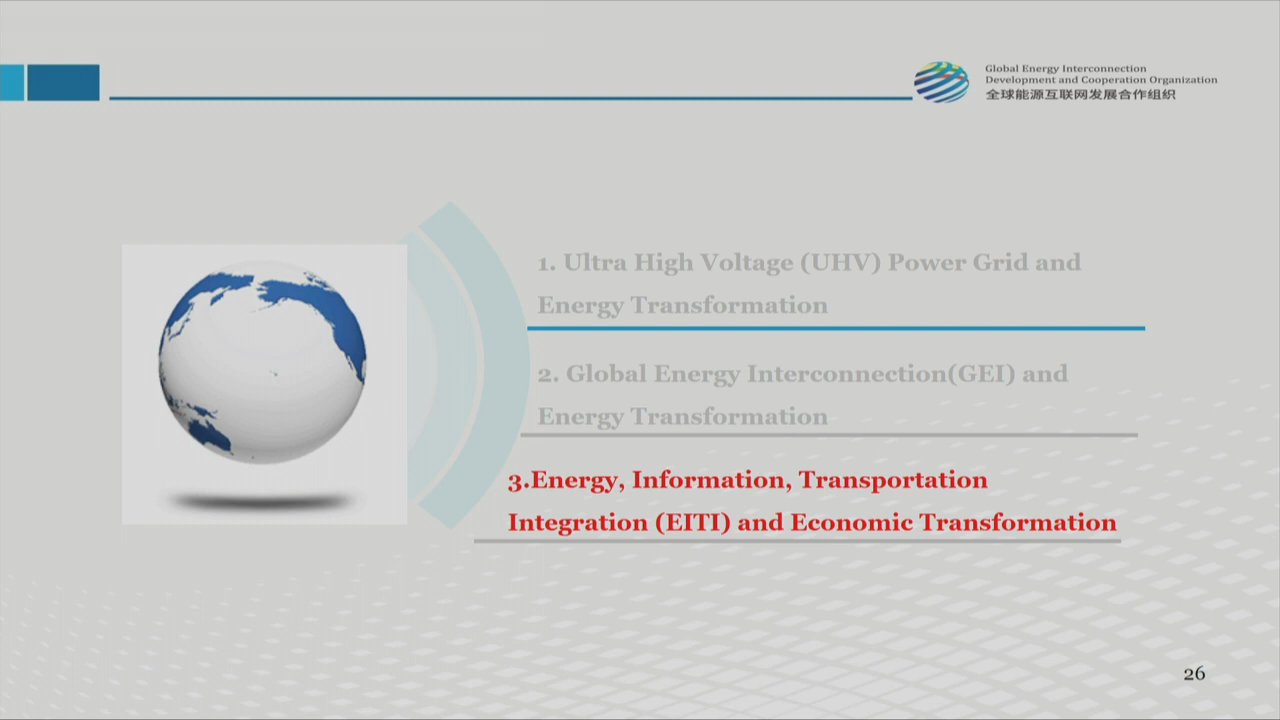 Global Energy Interconnection
Development and Cooperation Organization
全球能源互联网发展合作组织
1. Ultra High Voltage (UHV) Power Grid and
Energy Transformation
2. Global Energy Interconnection(GEI) and
Energy Transformation
3.Energy, Information, Transportation
Integration (EITI) and Economic Transformation
26